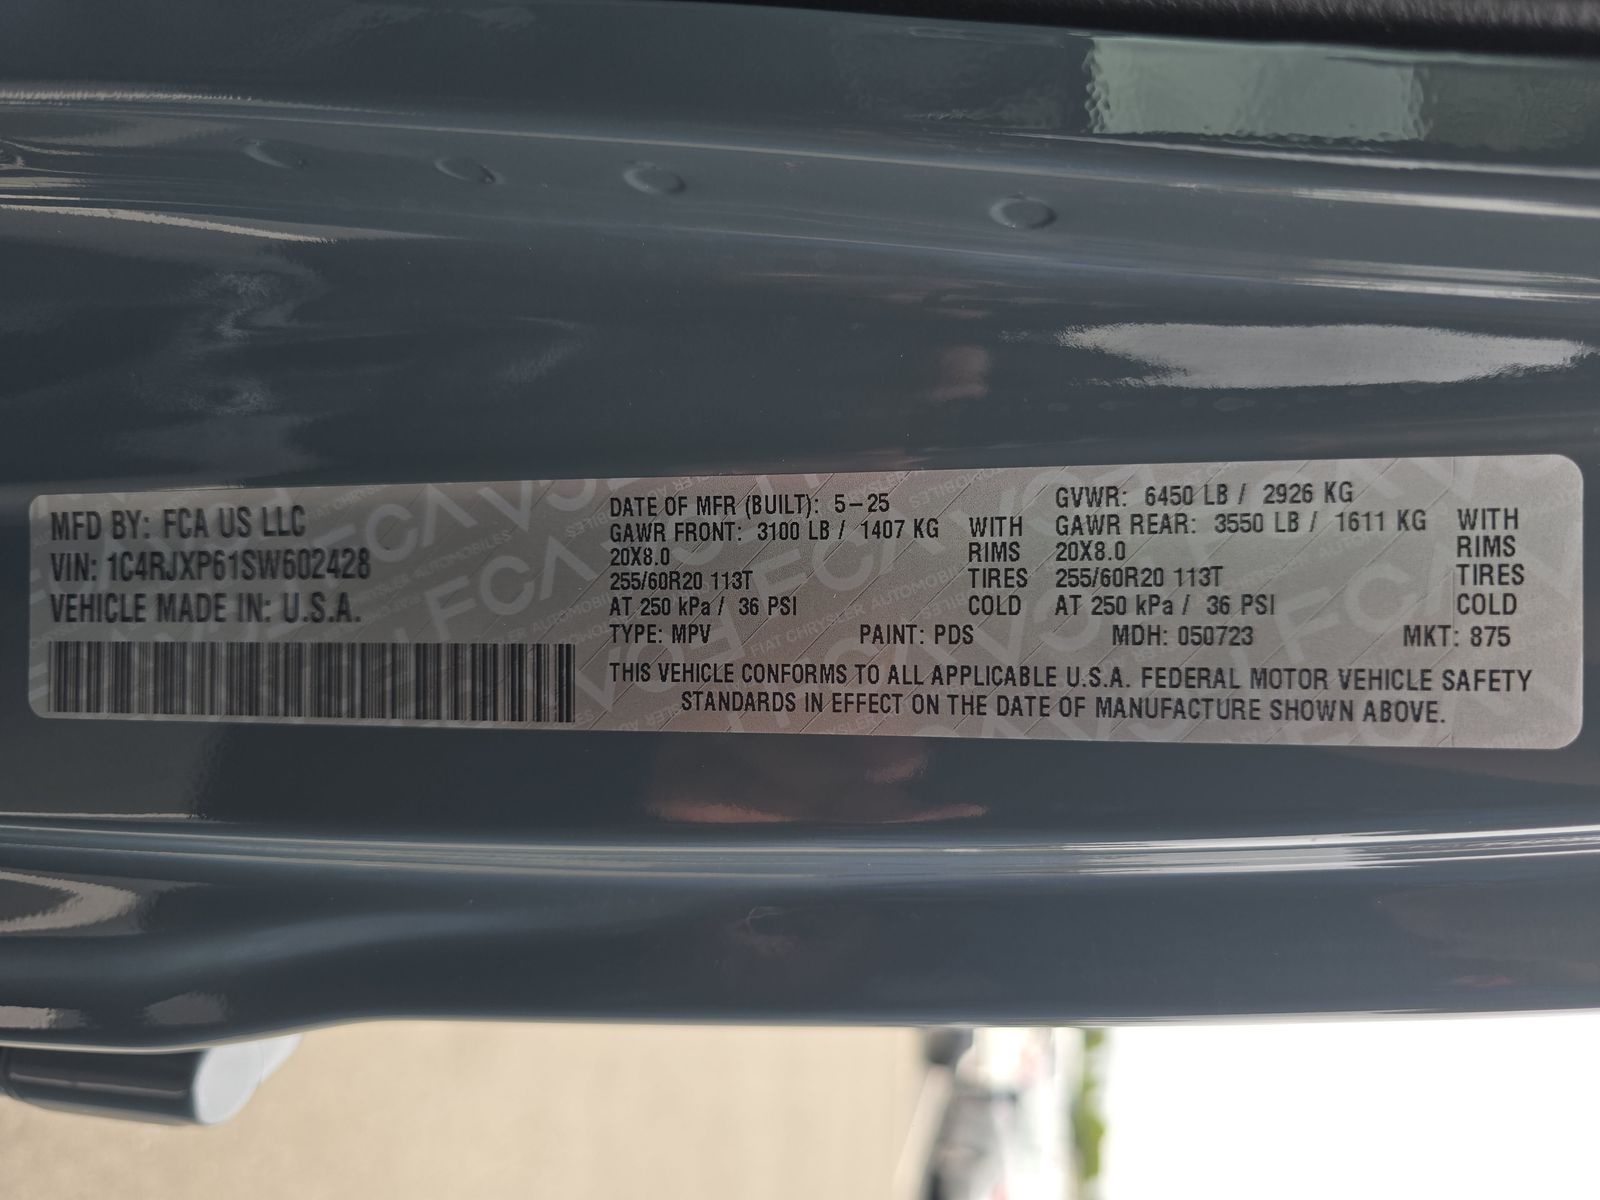 MFD BY: FCA US LLC
VIN: 1C4RJXP61SW602428
VEHICLE MADE IN: U.S.A.
DATE OF MFR (BUILT): 5-25
GVWR: 6450 LB / 2926 KG
GAWR FRONT: 3100 LB / 1407 KG WITH
20X8.0 RIMS
255/60R20 113T TIRES
AT 250 kPa / 36 PSI COLD
GAWR REAR: 3550 LB / 1611 KG WITH
20X8.0 RIMS
255/60R20 113T TIRES
AT 250 kPa / 36 PSI COLD
TYPE: MPV PAINT: PDS MDH: 050723 MKT: 875
THIS VEHICLE CONFORMS TO ALL APPLICABLE U.S.A. FEDERAL MOTOR VEHICLE SAFETY
STANDARDS IN EFFECT ON THE DATE OF MANUFACTURE SHOWN ABOVE.
FCA
FIAT CHRYSLER AUTOMOBILES